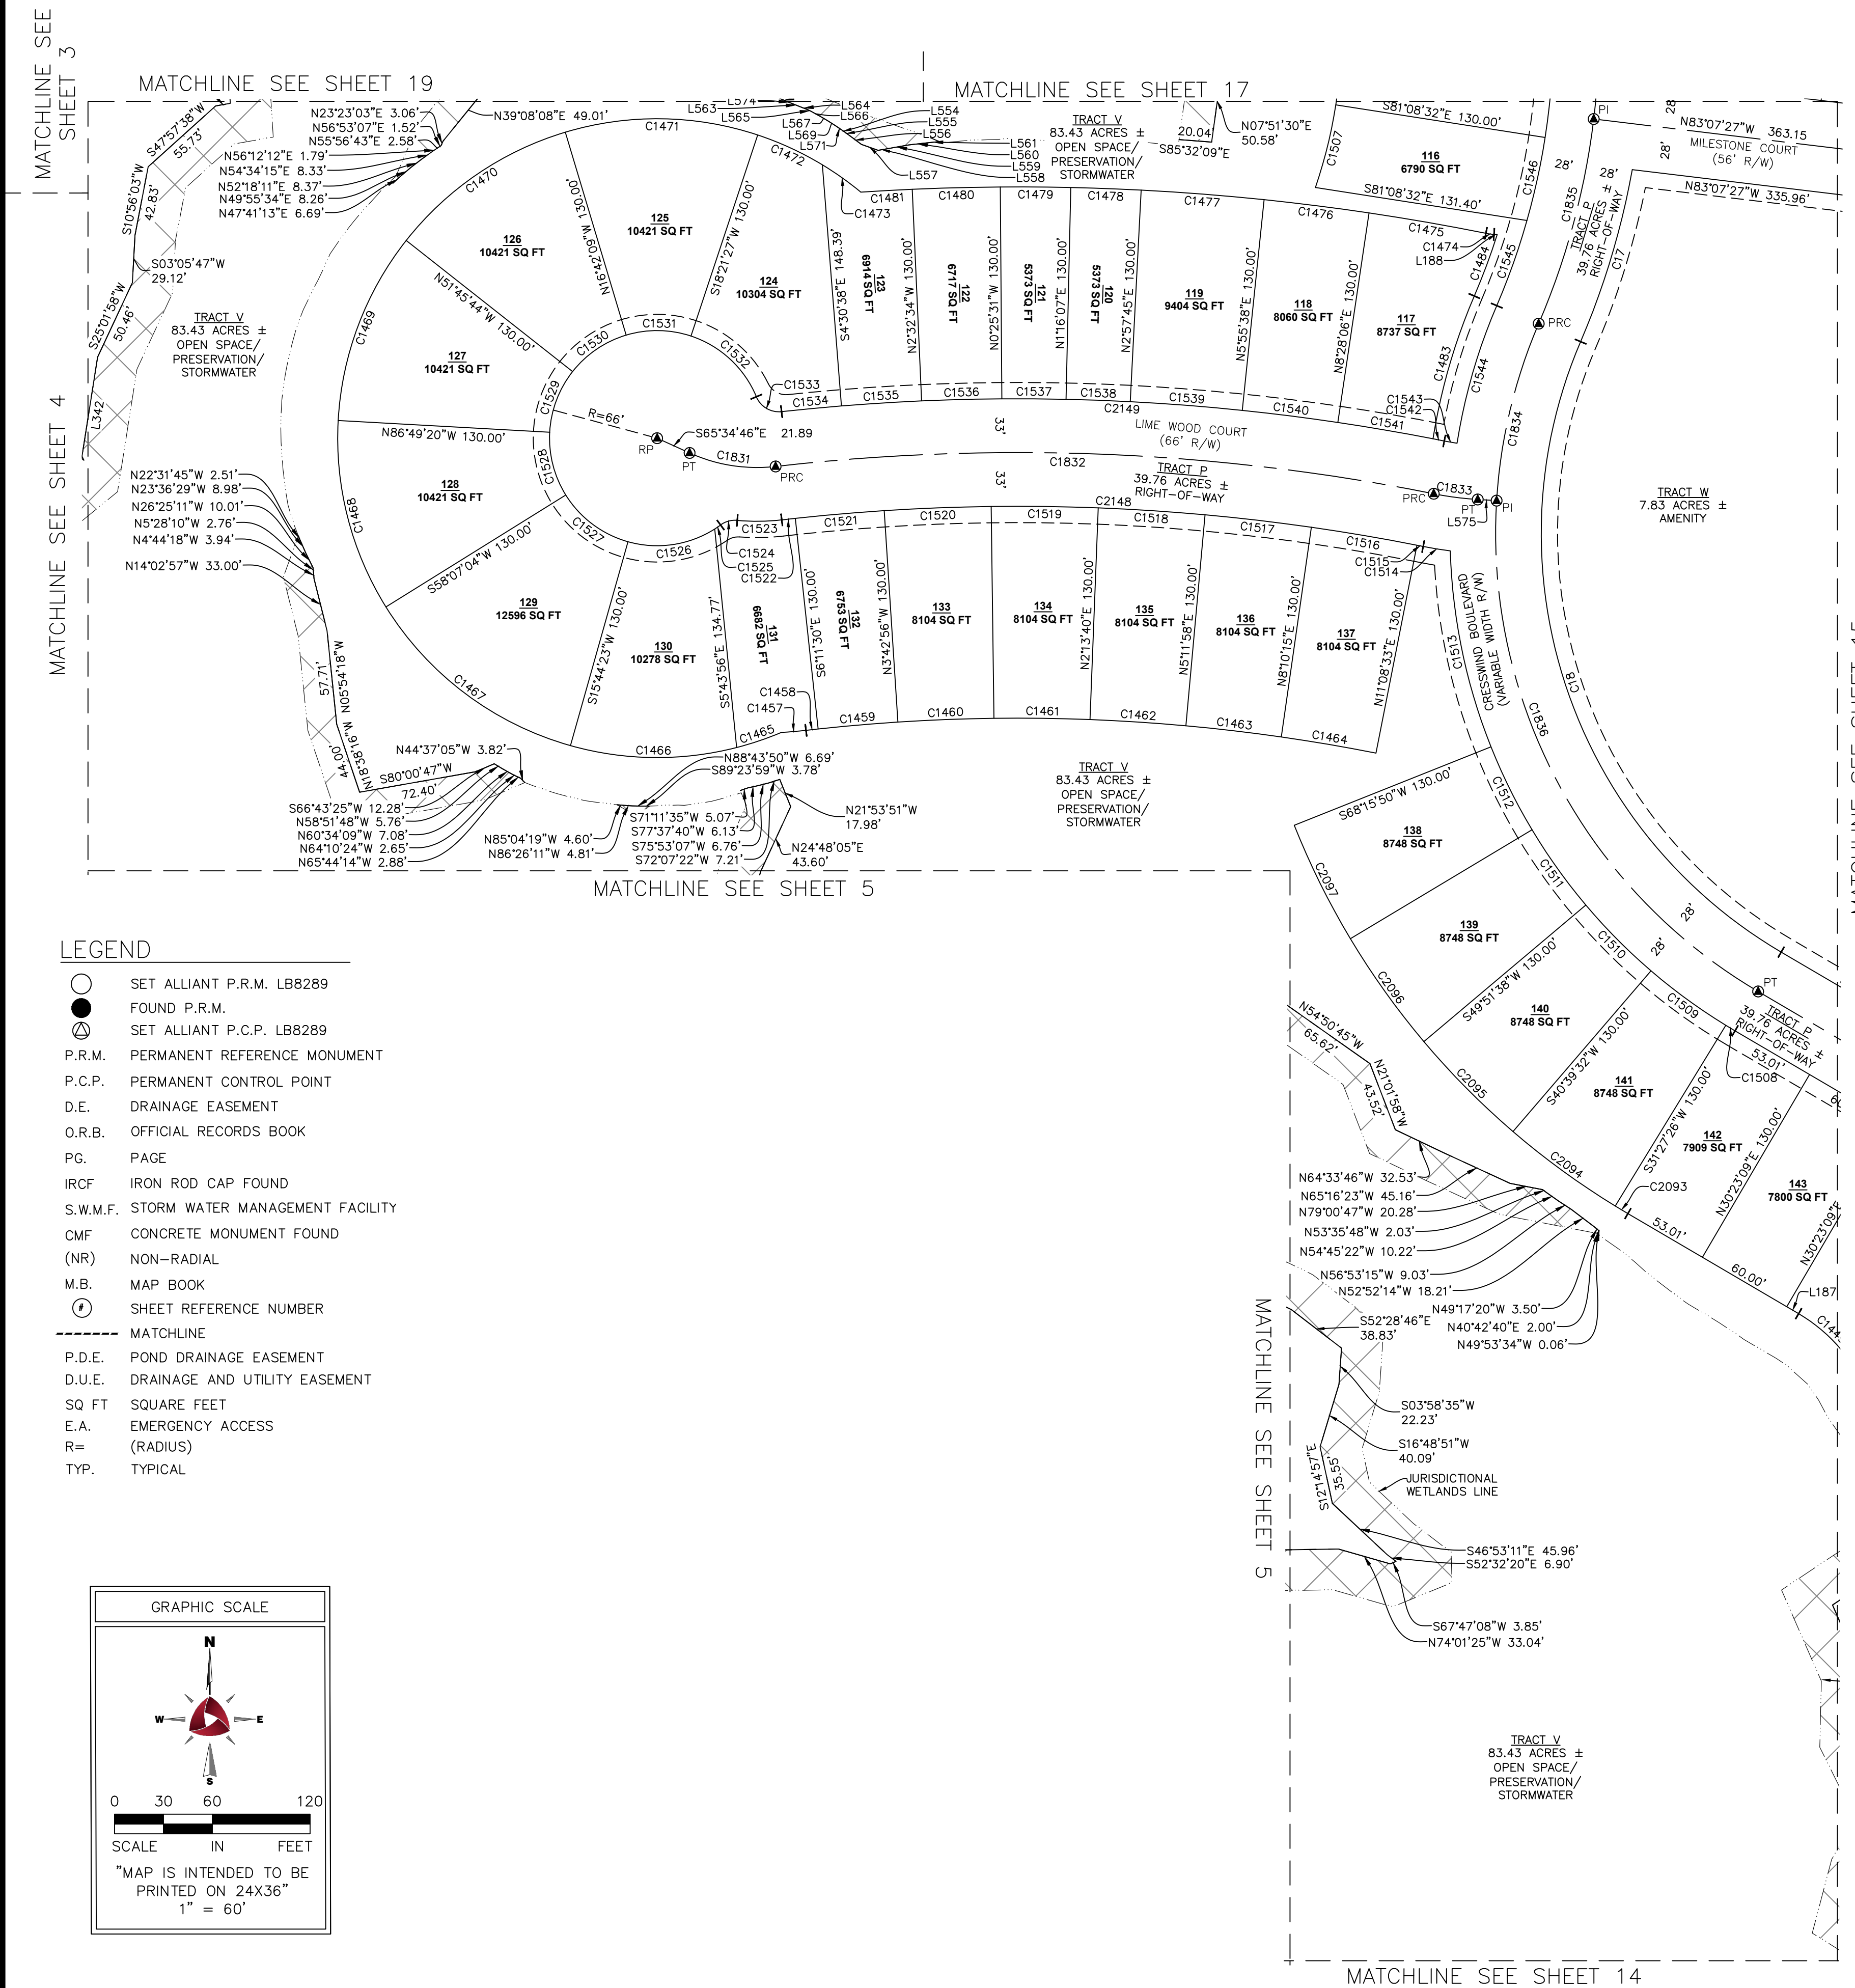 MATCHLINE SEE
SHEET 3
MATCHLINE SEE SHEET 19
MATCHLINE SEE SHEET 17
MATCHLINE SEE SHEET 4
S47°57'38"W
55.73'
S10°56'03"W
42.83'
S03°05'47"W
29.12'
S25°01'58"W
50.46'
L342
TRACT V
83.43 ACRES ±
OPEN SPACE/
PRESERVATION/
STORMWATER
N23°23'03"E 3.06'
N56°53'07"E 1.52'
N55°56'43"E 2.58'
N56°12'12"E 1.79'
N54°34'15"E 8.33'
N52°18'11"E 8.37'
N49°55'34"E 8.26'
N47°41'13"E 6.69'
N39°08'08"E 49.01'
C1471
C1470
C1472
C1469
C1468
C1467
C1466
C1465
L574
L563
L565
L567
L569
L571
L564
L566
L554
L555
L556
L561
L560
L559
L558
L557
TRACT V
83.43 ACRES ±
OPEN SPACE/
PRESERVATION/
STORMWATER
20.04'
S85°32'09"E
N07°51'30"E
50.58'
S81°08'32"E 130.00'
C1507
116
6790 SQ FT
S81°08'32"E 131.40'
C1546
PI
N83°07'27"W 363.15
MILESTONE COURT
(56' R/W)
28
28'
28'
28'
C1835
TRACT P
39.76 ACRES ±
RIGHT-OF-WAY
C17
N83°07'27"W 335.96'
C1473
C1481
C1480
C1479
C1478
C1477
C1476
C1475
C1474
L188
C1484
C1545
125
10421 SQ FT
126
10421 SQ FT
N16°42'09"W 130.00'
S18°21'27"W 130.00'
124
10304 SQ FT
N51°45'44"W 130.00'
127
10421 SQ FT
N86°49'20"W 130.00'
128
10421 SQ FT
S58°07'04"W 130.00'
129
12596 SQ FT
S15°44'23"W 130.00'
130
10278 SQ FT
S5°43'56"E 134.77'
131
6682 SQ FT
S6°11'30"E 130.00'
132
6753 SQ FT
N3°42'56"W 130.00'
133
8104 SQ FT
134
8104 SQ FT
N2°13'40"E 130.00'
135
8104 SQ FT
N5°11'58"E 130.00'
136
8104 SQ FT
N8°10'15"E 130.00'
137
8104 SQ FT
N11°08'33"E 130.00'
S4°30'38"E 148.39'
123
6914 SQ FT
N2°32'34"W 130.00'
122
6717 SQ FT
N0°25'31"W 130.00'
121
5373 SQ FT
N1°16'07"E 130.00'
120
5373 SQ FT
N2°57'45"E 130.00'
119
9404 SQ FT
N5°55'38"E 130.00'
118
8060 SQ FT
N8°28'06"E 130.00'
117
8737 SQ FT
C1483
C1544
PRC
C1531
C1530
C1532
C1529
C1528
C1527
C1526
C1533
C1534
C1535
C1536
C1537
C1538
C1539
C1540
C1541
C1543
C1542
C2149
R=66'
RP
S65°34'46"E 21.89
PT
C1831
PRC
33'
33'
LIME WOOD COURT
(66' R/W)
C1832
TRACT P
39.76 ACRES ±
RIGHT-OF-WAY
C2148
PRC
C1833
PT
L575
PI
C1834
TRACT W
7.83 ACRES ±
AMENITY
C1523
C1524
C1525
C1522
C1521
C1520
C1519
C1518
C1517
C1516
C1515
C1514
C1513
CRESSWIND BOULEVARD
(VARIABLE WIDTH R/W)
C18
C1836
N22°31'45"W 2.51'
N23°36'29"W 8.98'
N26°25'11"W 10.01'
N5°28'10"W 2.76'
N4°44'18"W 3.94'
N14°02'57"W 33.00'
N05°54'18"W
57.71'
N18°38'16"W
44.00'
S80°00'47"W
72.40'
N44°37'05"W 3.82'
S66°43'25"W 12.28'
N58°51'48"W 5.76'
N60°34'09"W 7.08'
N64°10'24"W 2.65'
N65°44'14"W 2.88'
C1458
C1457
C1459
C1460
C1461
C1462
C1463
C1464
N88°43'50"W 6.69'
S89°23'59"W 3.78'
N85°04'19"W 4.60'
N86°26'11"W 4.81'
S71°11'35"W 5.07'
S77°37'40"W 6.13'
S75°53'07"W 6.76'
S72°07'22"W 7.21'
N21°53'51"W
17.98'
N24°48'05"E
43.60'
TRACT V
83.43 ACRES ±
OPEN SPACE/
PRESERVATION/
STORMWATER
MATCHLINE SEE SHEET 5
S68°15'50"W 130.00'
C1512
138
8748 SQ FT
C2097
C1511
139
8748 SQ FT
C2096
S49°51'38"W 130.00'
C1510
28'
28'
140
8748 SQ FT
C2095
S40°39'32"W 130.00'
C1509
PT
TRACT P
39.76 ACRES ±
RIGHT-OF-WAY
53.01'
C1508
141
8748 SQ FT
C2094
S31°27'26"W 130.00'
C2093
142
7909 SQ FT
53.01'
N30°23'09"E 130.00'
143
7800 SQ FT
60.00'
N30°23'09"E
L187
N54°50'45"W
65.62'
N21°01'58"W
43.52'
N64°33'46"W 32.53'
N65°16'23"W 45.16'
N79°00'47"W 20.28'
N53°35'48"W 2.03'
N54°45'22"W 10.22'
N56°53'15"W 9.03'
N52°52'14"W 18.21'
N49°17'20"W 3.50'
N40°42'40"E 2.00'
N49°53'34"W 0.06'
MATCHLINE SEE SHEET 5
S52°28'46"E
38.83'
S03°58'35"W
22.23'
S16°48'51"W
40.09'
S12°14'57"E
35.55'
JURISDICTIONAL
WETLANDS LINE
S46°53'11"E 45.96'
S52°32'20"E 6.90'
S67°47'08"W 3.85'
N74°01'25"W 33.04'
TRACT V
83.43 ACRES ±
OPEN SPACE/
PRESERVATION/
STORMWATER
MATCHLINE SEE SHEET 14
LEGEND
SET ALLIANT P.R.M. LB8289
FOUND P.R.M.
SET ALLIANT P.C.P. LB8289
P.R.M. PERMANENT REFERENCE MONUMENT
P.C.P. PERMANENT CONTROL POINT
D.E. DRAINAGE EASEMENT
O.R.B. OFFICIAL RECORDS BOOK
PG. PAGE
IRCF IRON ROD CAP FOUND
S.W.M.F. STORM WATER MANAGEMENT FACILITY
CMF CONCRETE MONUMENT FOUND
(NR) NON-RADIAL
M.B. MAP BOOK
# SHEET REFERENCE NUMBER
MATCHLINE
P.D.E. POND DRAINAGE EASEMENT
D.U.E. DRAINAGE AND UTILITY EASEMENT
SQ FT SQUARE FEET
E.A. EMERGENCY ACCESS
R= (RADIUS)
TYP. TYPICAL
GRAPHIC SCALE
N
W E
S
0 30 60 120
SCALE IN FEET
"MAP IS INTENDED TO BE
PRINTED ON 24X36"
1" = 60'